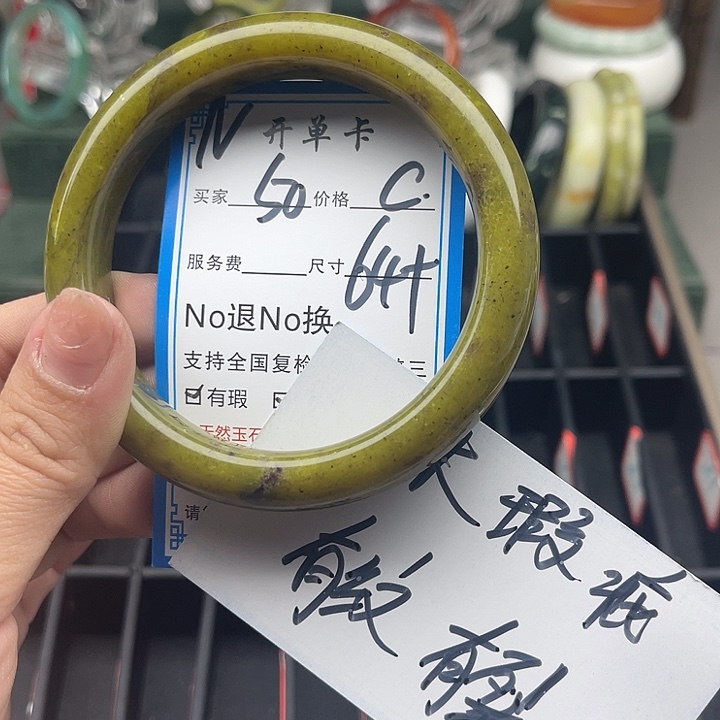 N 开单卡
买家 50 价格 C.
服务费 尺寸 64+
No退No换
支持全国复检 三
有瑕
天然玉石
请
瑕疵
有纹
有裂